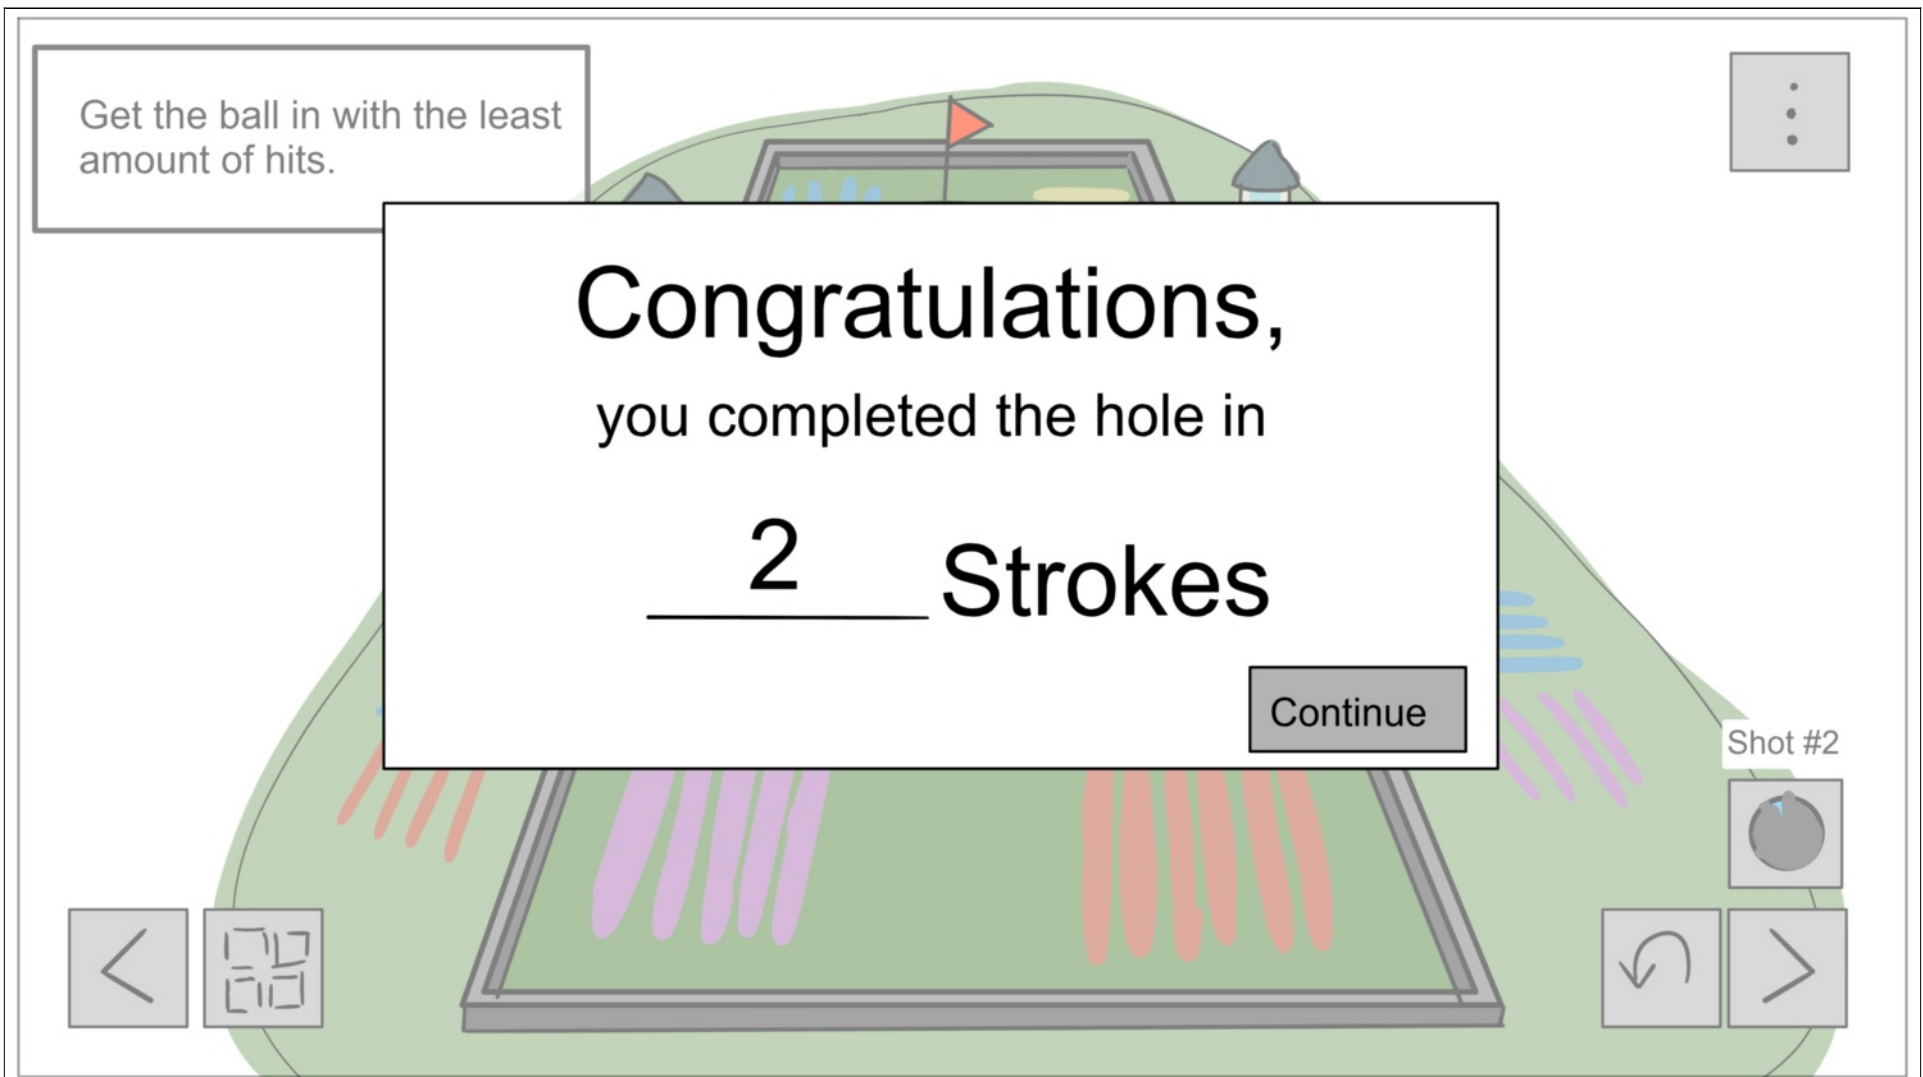 Get the ball in with the least
amount of hits.
Congratulations,
you completed the hole in
2 Strokes
Continue
Shot #2